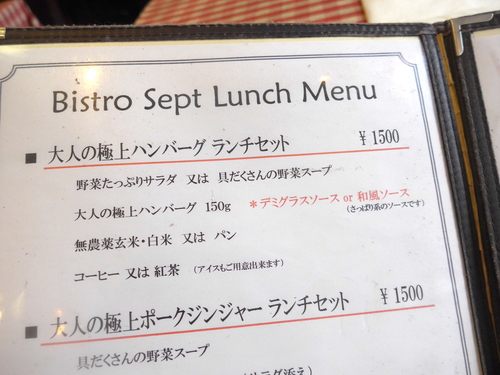 Bistro Sept Lunch Menu
■ 大人の極上ハンバーグ ランチセット ¥1500
野菜たっぷりサラダ 又は 具だくさんの野菜スープ
大人の極上ハンバーグ 150g *デミグラスソース or 和風ソース
(さっぱり系のソースです)
無農薬玄米・白米 又は パン
コーヒー 又は 紅茶 (アイスもご用意出来ます)
■ 大人の極上ポークジンジャー ランチセット ¥1500
具だくさんの野菜スープ
添え)